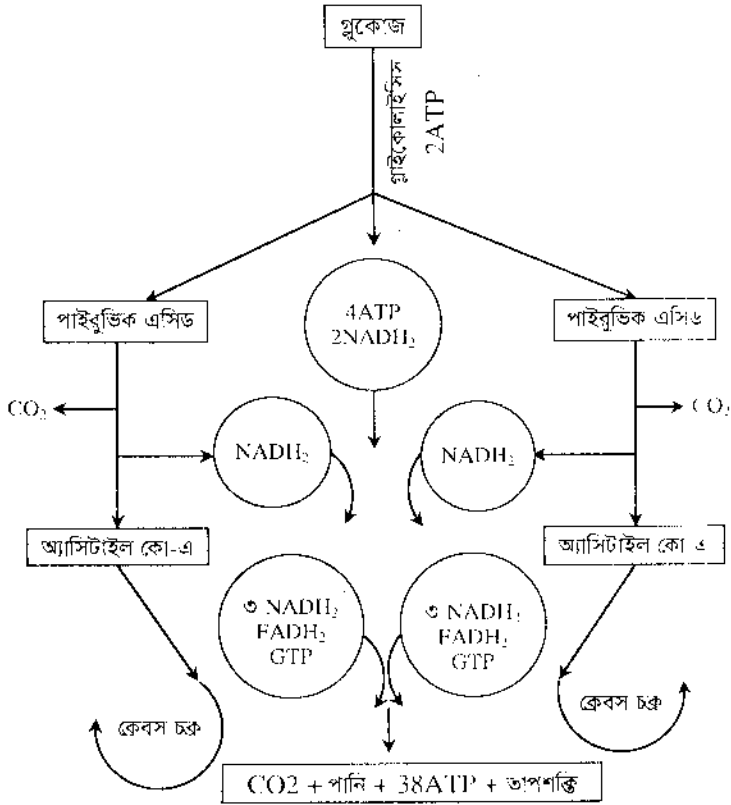 গ্লুকোজ
গ্লাইকোলাইসিস
2ATP
পাইরুভিক এসিড
4ATP
2NADH₂
পাইরুভিক এসিড
CO₂
NADH₂
NADH₂
CO₂
অ্যাসিটাইল কো-এ
অ্যাসিটাইল কো-এ
৩ NADH₂
FADH₂
GTP
৩ NADH₂
FADH₂
GTP
ক্রেবস চক্র
ক্রেবস চক্র
CO2 + পানি + 38ATP + তাপশক্তি